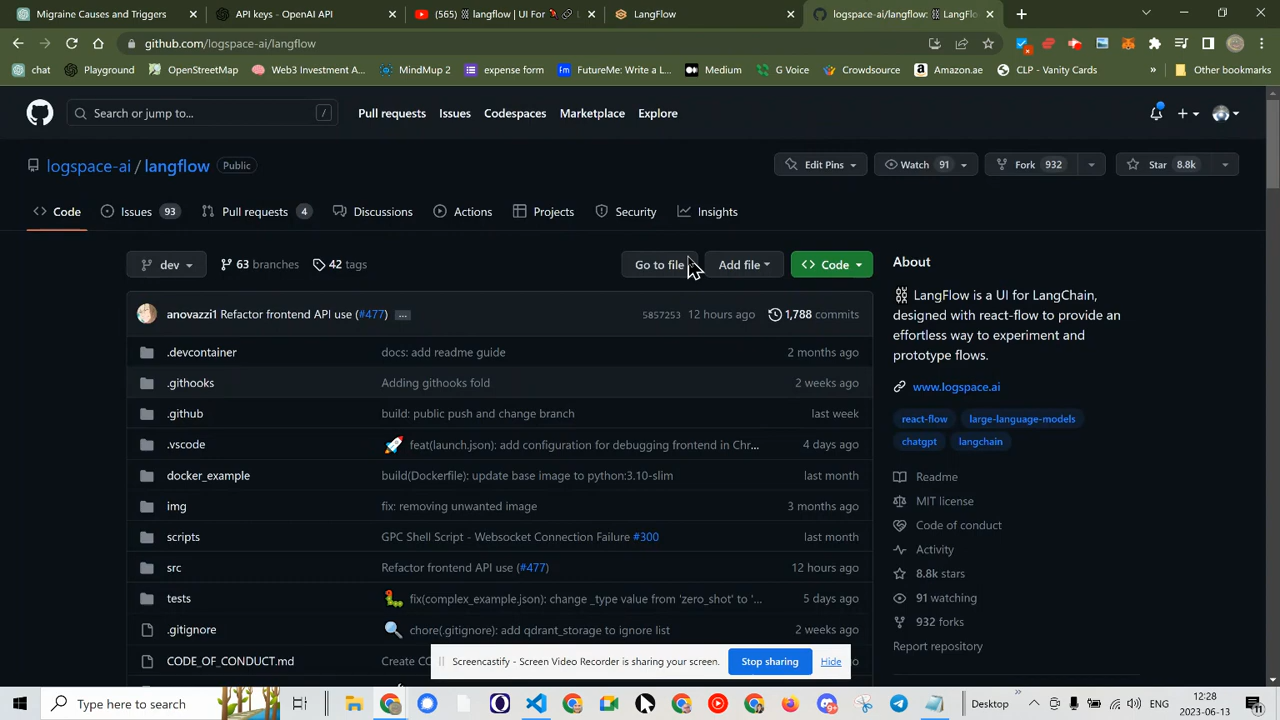 Migraine Causes and Triggers
API keys - OpenAI API
(565) langflow | UI For
LangFlow
logspace-ai/langflow: LangFlo
github.com/logspace-ai/langflow
chat
Playground
OpenStreetMap
Web3 Investment A...
MindMup 2
expense form
FutureMe: Write a L...
Medium
G Voice
Crowdsource
Amazon.ae
CLP - Vanity Cards
»
Other bookmarks
Search or jump to...
/
Pull requests
Issues
Codespaces
Marketplace
Explore
logspace-ai / langflow
Public
Edit Pins
Watch 91
Fork 932
Star 8.8k
Code
Issues 93
Pull requests 4
Discussions
Actions
Projects
Security
Insights
dev
63 branches
42 tags
Go to file
Add file
Code
anovazzi1 Refactor frontend API use (#477) ...
5857253 12 hours ago
1,788 commits
.devcontainer docs: add readme guide 2 months ago
.githooks Adding githooks fold 2 weeks ago
.github build: public push and change branch last week
.vscode feat(launch.json): add configuration for debugging frontend in Chr... 4 days ago
docker_example build(Dockerfile): update base image to python:3.10-slim last month
img fix: removing unwanted image 3 months ago
scripts GPC Shell Script - Websocket Connection Failure #300 last month
src Refactor frontend API use (#477) 12 hours ago
tests fix(complex_example.json): change _type value from 'zero_shot' to '... 5 days ago
.gitignore chore(.gitignore): add qdrant_storage to ignore list 2 weeks ago
CODE_OF_CONDUCT.md Create CO
About
LangFlow is a UI for LangChain,
designed with react-flow to provide an
effortless way to experiment and
prototype flows.
www.logspace.ai
react-flow
large-language-models
chatgpt
langchain
Readme
MIT license
Code of conduct
Activity
8.8k stars
91 watching
932 forks
Report repository
Screencastify - Screen Video Recorder is sharing your screen.
Stop sharing
Hide
Type here to search
Desktop
»
ENG
12:28
2023-06-13